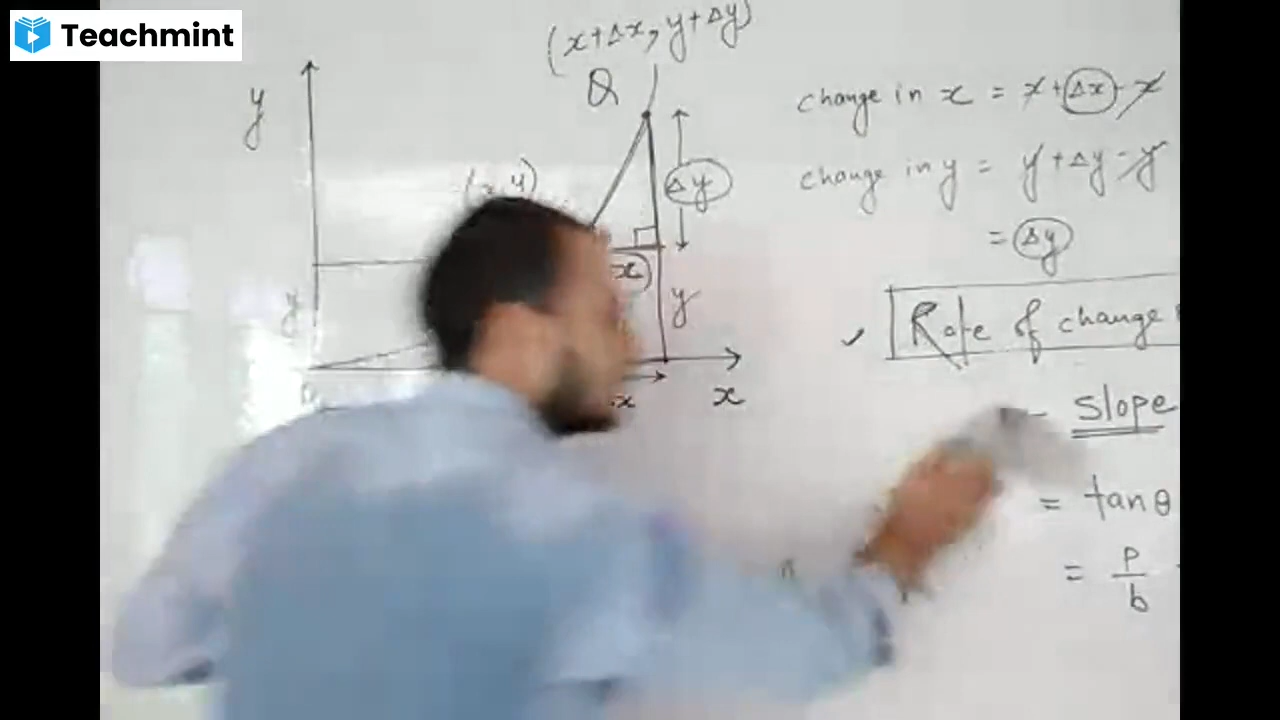 Teachmint
(x+Δx, y+Δy)
Q
y
(x, y)
Δy
x
y
y
x
x
change in x = x+Δx-x
change in y = y+Δy-y
= Δy
✓ Rate of change
= slope
= tanθ
= P/b